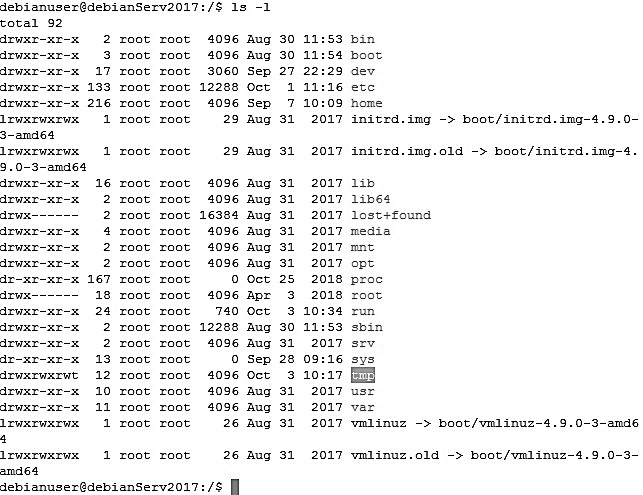 debianuser@debianServ2017:/$ ls -l
total 92
drwxr-xr-x   2 root root  4096 Aug 30 11:53 bin
drwxr-xr-x   3 root root  4096 Aug 30 11:54 boot
drwxr-xr-x  17 root root  3060 Sep 27 22:29 dev
drwxr-xr-x 133 root root 12288 Oct  1 11:16 etc
drwxr-xr-x 216 root root  4096 Sep  7 10:09 home
lrwxrwxrwx   1 root root    29 Aug 31  2017 initrd.img -> boot/initrd.img-4.9.0-
3-amd64
lrwxrwxrwx   1 root root    29 Aug 31  2017 initrd.img.old -> boot/initrd.img-4.
9.0-3-amd64
drwxr-xr-x  16 root root  4096 Aug 31  2017 lib
drwxr-xr-x   2 root root  4096 Aug 31  2017 lib64
drwx------   2 root root 16384 Aug 31  2017 lost+found
drwxr-xr-x   4 root root  4096 Aug 31  2017 media
drwxr-xr-x   2 root root  4096 Aug 31  2017 mnt
drwxr-xr-x   2 root root  4096 Aug 31  2017 opt
dr-xr-xr-x 167 root root     0 Oct 25  2018 proc
drwx------  18 root root  4096 Apr  3  2018 root
drwxr-xr-x  24 root root   740 Oct  3 10:34 run
drwxr-xr-x   2 root root 12288 Aug 30 11:53 sbin
drwxr-xr-x   2 root root  4096 Aug 31  2017 srv
dr-xr-xr-x  13 root root     0 Sep 28 09:16 sys
drwxrwxrwt  12 root root  4096 Oct  3 10:17 tmp
drwxr-xr-x  10 root root  4096 Aug 31  2017 usr
drwxr-xr-x  11 root root  4096 Aug 31  2017 var
lrwxrwxrwx   1 root root    26 Aug 31  2017 vmlinuz -> boot/vmlinuz-4.9.0-3-amd6
4
lrwxrwxrwx   1 root root    26 Aug 31  2017 vmlinuz.old -> boot/vmlinuz-4.9.0-3-
amd64
debianuser@debianServ2017:/$